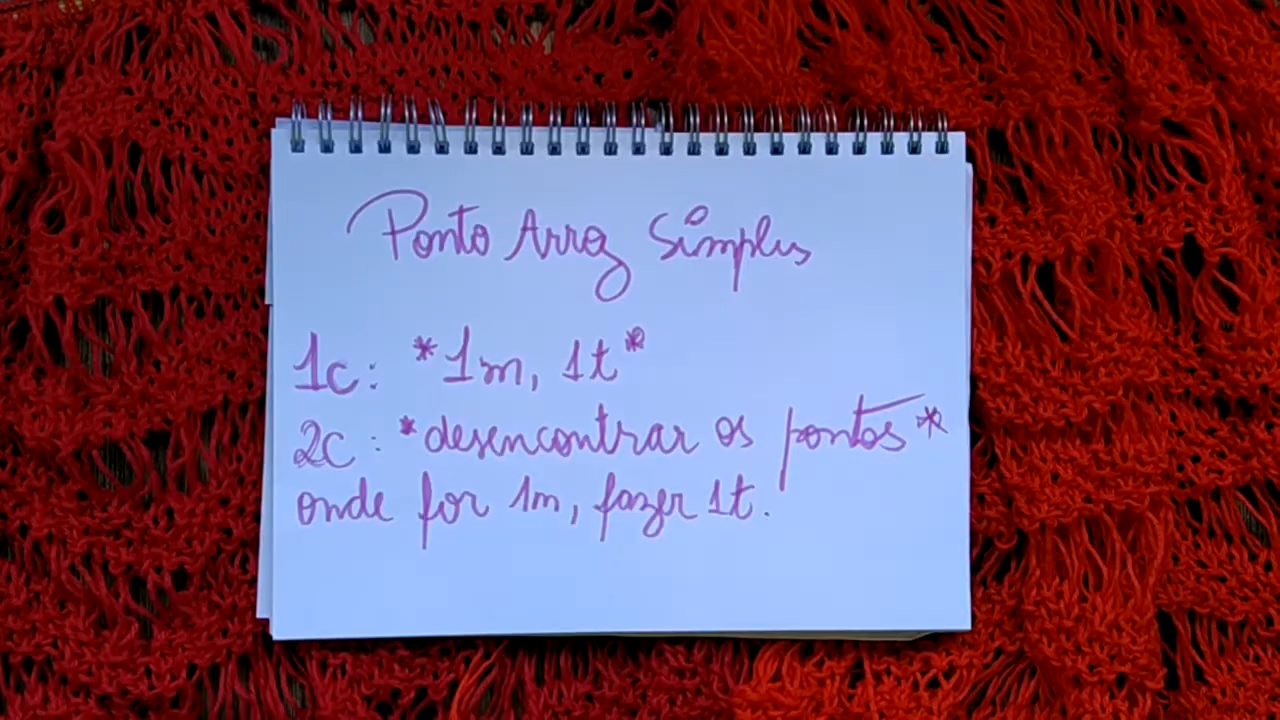 Ponto Arroz Simples
1c: *1m, 1t*
2c: *desencontrar os pontos*
onde for 1m, fazer 1t.